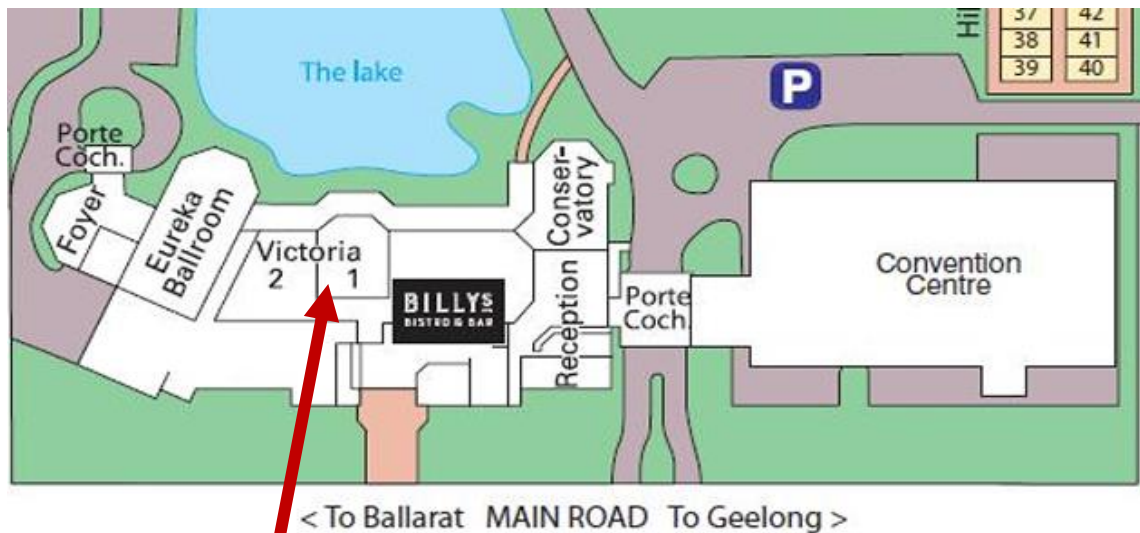 Hil
37 42
38 41
39 40
The lake
P
Porte
Coch.
Foyer
Eureka
Ballroom
Victoria
2 1
BILLYS
BISTRO & BAR
Conser-
vatory
Reception
Porte
Coch.
Convention
Centre
< To Ballarat MAIN ROAD To Geelong >